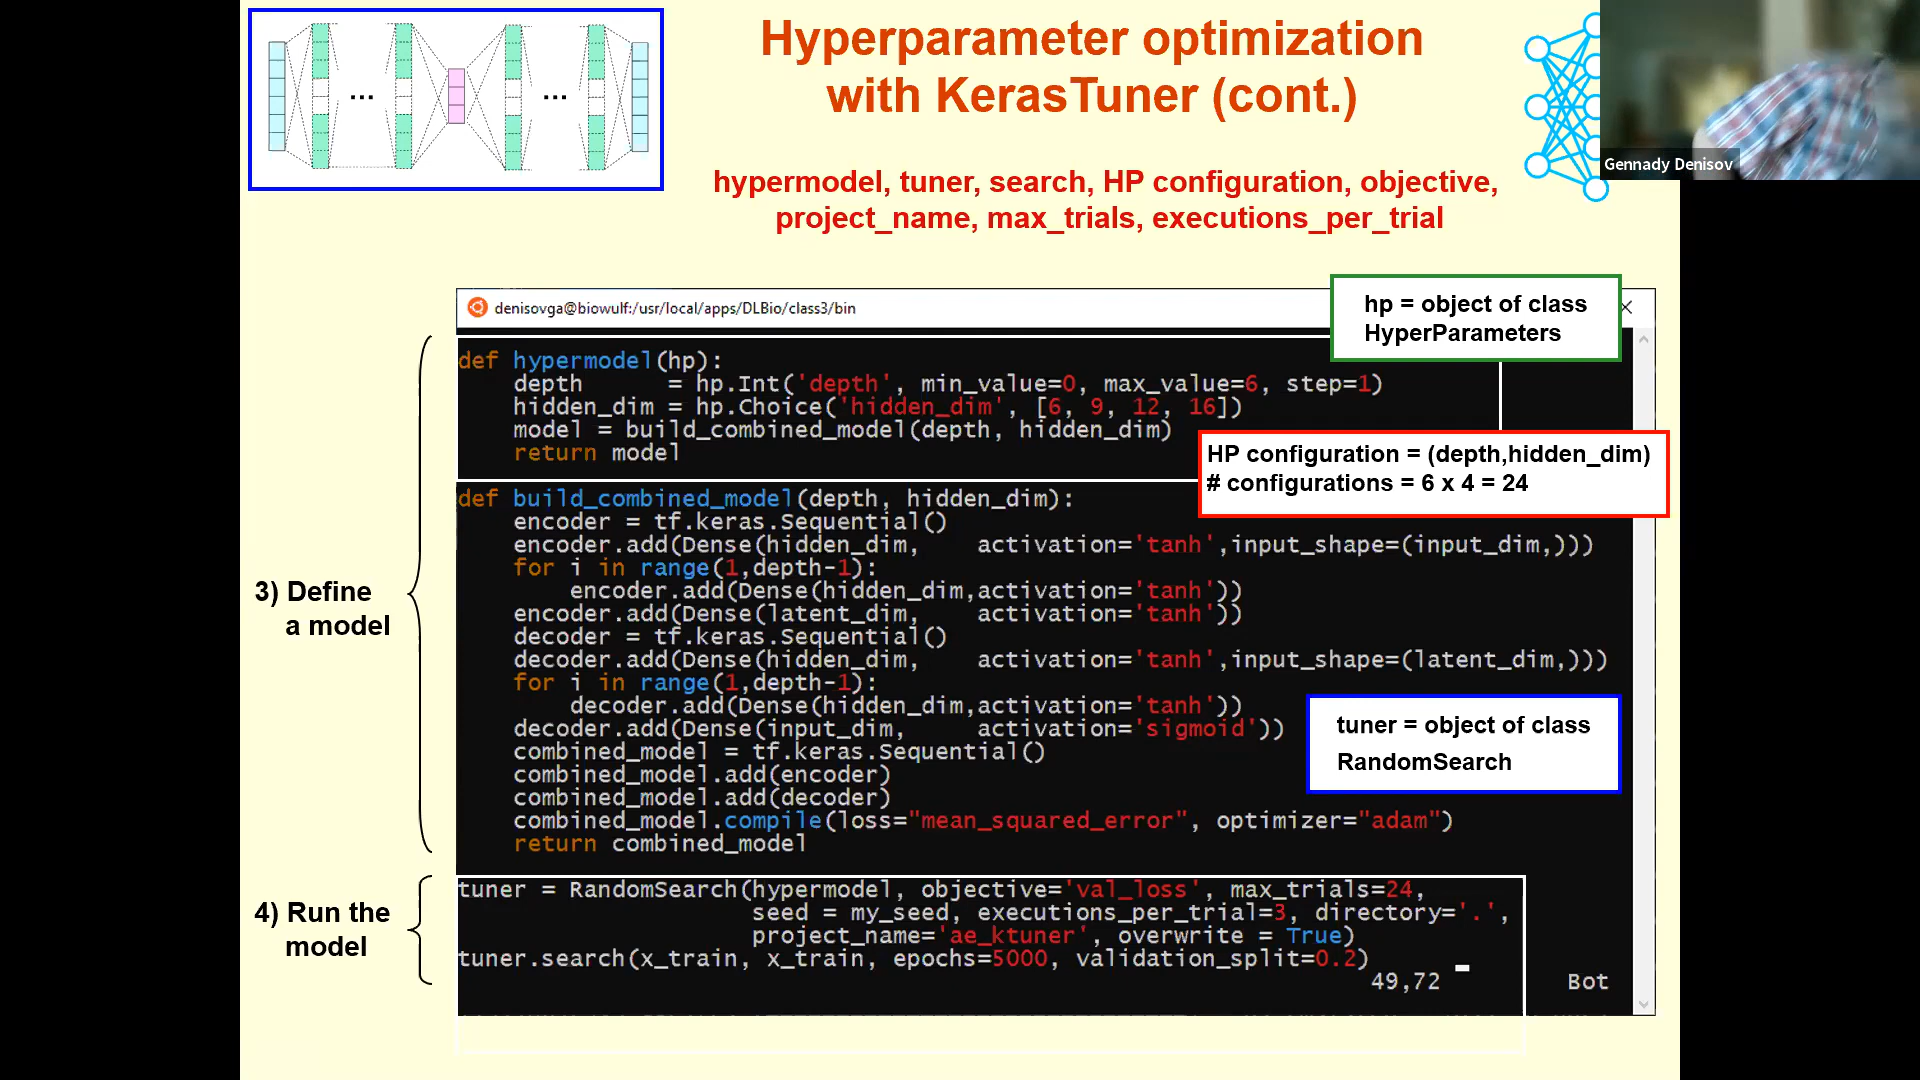 Hyperparameter optimization
with KerasTuner (cont.)
Gennady Denisov
hypermodel, tuner, search, HP configuration, objective,
project_name, max_trials, executions_per_trial
... ...
denisovga@biowulf:/usr/local/apps/DLBio/class3/bin
hp = object of class
HyperParameters
def hypermodel(hp):
    depth      = hp.Int('depth', min_value=0, max_value=6, step=1)
    hidden_dim = hp.Choice('hidden_dim', [6, 9, 12, 16])
    model = build_combined_model(depth, hidden_dim)
    return model
HP configuration = (depth,hidden_dim)
# configurations = 6 x 4 = 24
def build_combined_model(depth, hidden_dim):
    encoder = tf.keras.Sequential()
    encoder.add(Dense(hidden_dim,    activation='tanh',input_shape=(input_dim,)))
    for i in range(1,depth-1):
        encoder.add(Dense(hidden_dim,activation='tanh'))
    encoder.add(Dense(latent_dim,    activation='tanh'))
    decoder = tf.keras.Sequential()
    decoder.add(Dense(hidden_dim,    activation='tanh',input_shape=(latent_dim,)))
    for i in range(1,depth-1):
        decoder.add(Dense(hidden_dim,activation='tanh'))
    decoder.add(Dense(input_dim,     activation='sigmoid'))
    combined_model = tf.keras.Sequential()
    combined_model.add(encoder)
    combined_model.add(decoder)
    combined_model.compile(loss="mean_squared_error", optimizer="adam")
    return combined_model
3) Define
a model
tuner = object of class
RandomSearch
tuner = RandomSearch(hypermodel, objective='val_loss', max_trials=24,
                     seed = my_seed, executions_per_trial=3, directory='.',
                     project_name='ae_ktuner', overwrite = True)
tuner.search(x_train, x_train, epochs=5000, validation_split=0.2)
49,72 Bot
4) Run the
model